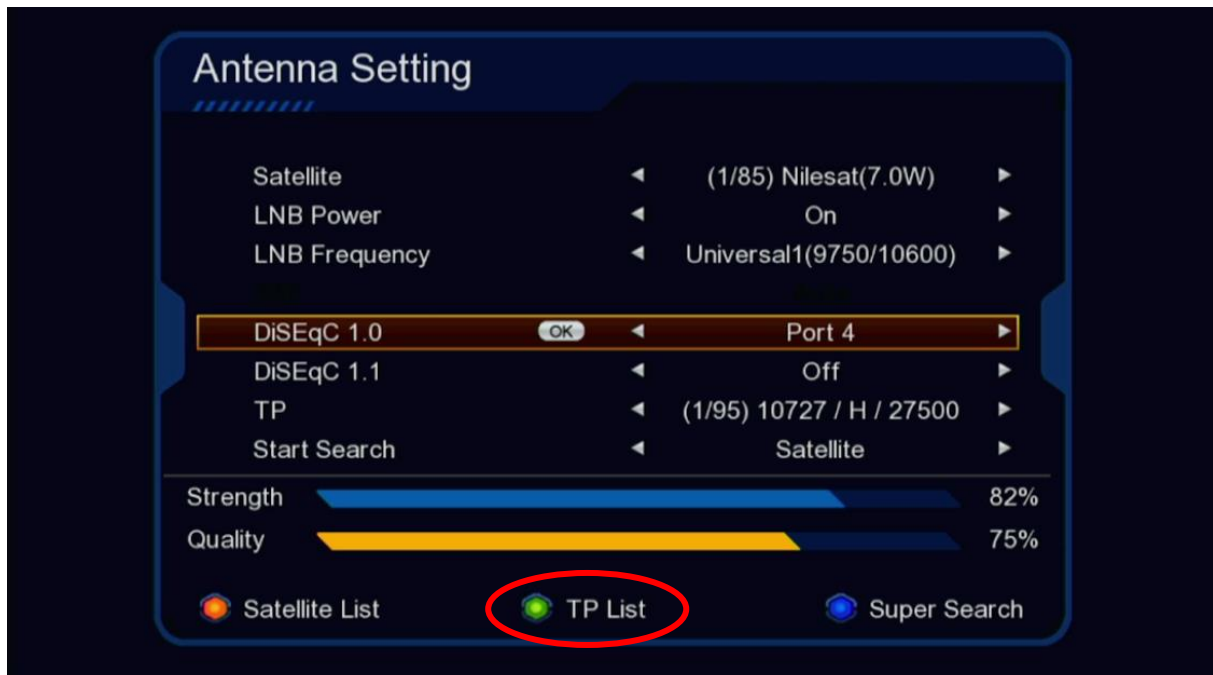 Antenna Setting
Satellite (1/85) Nilesat(7.0W)
LNB Power On
LNB Frequency Universal1(9750/10600)
DiSEqC 1.0 OK Port 4
DiSEqC 1.1 Off
TP (1/95) 10727 / H / 27500
Start Search Satellite
Strength 82%
Quality 75%
Satellite List TP List Super Search